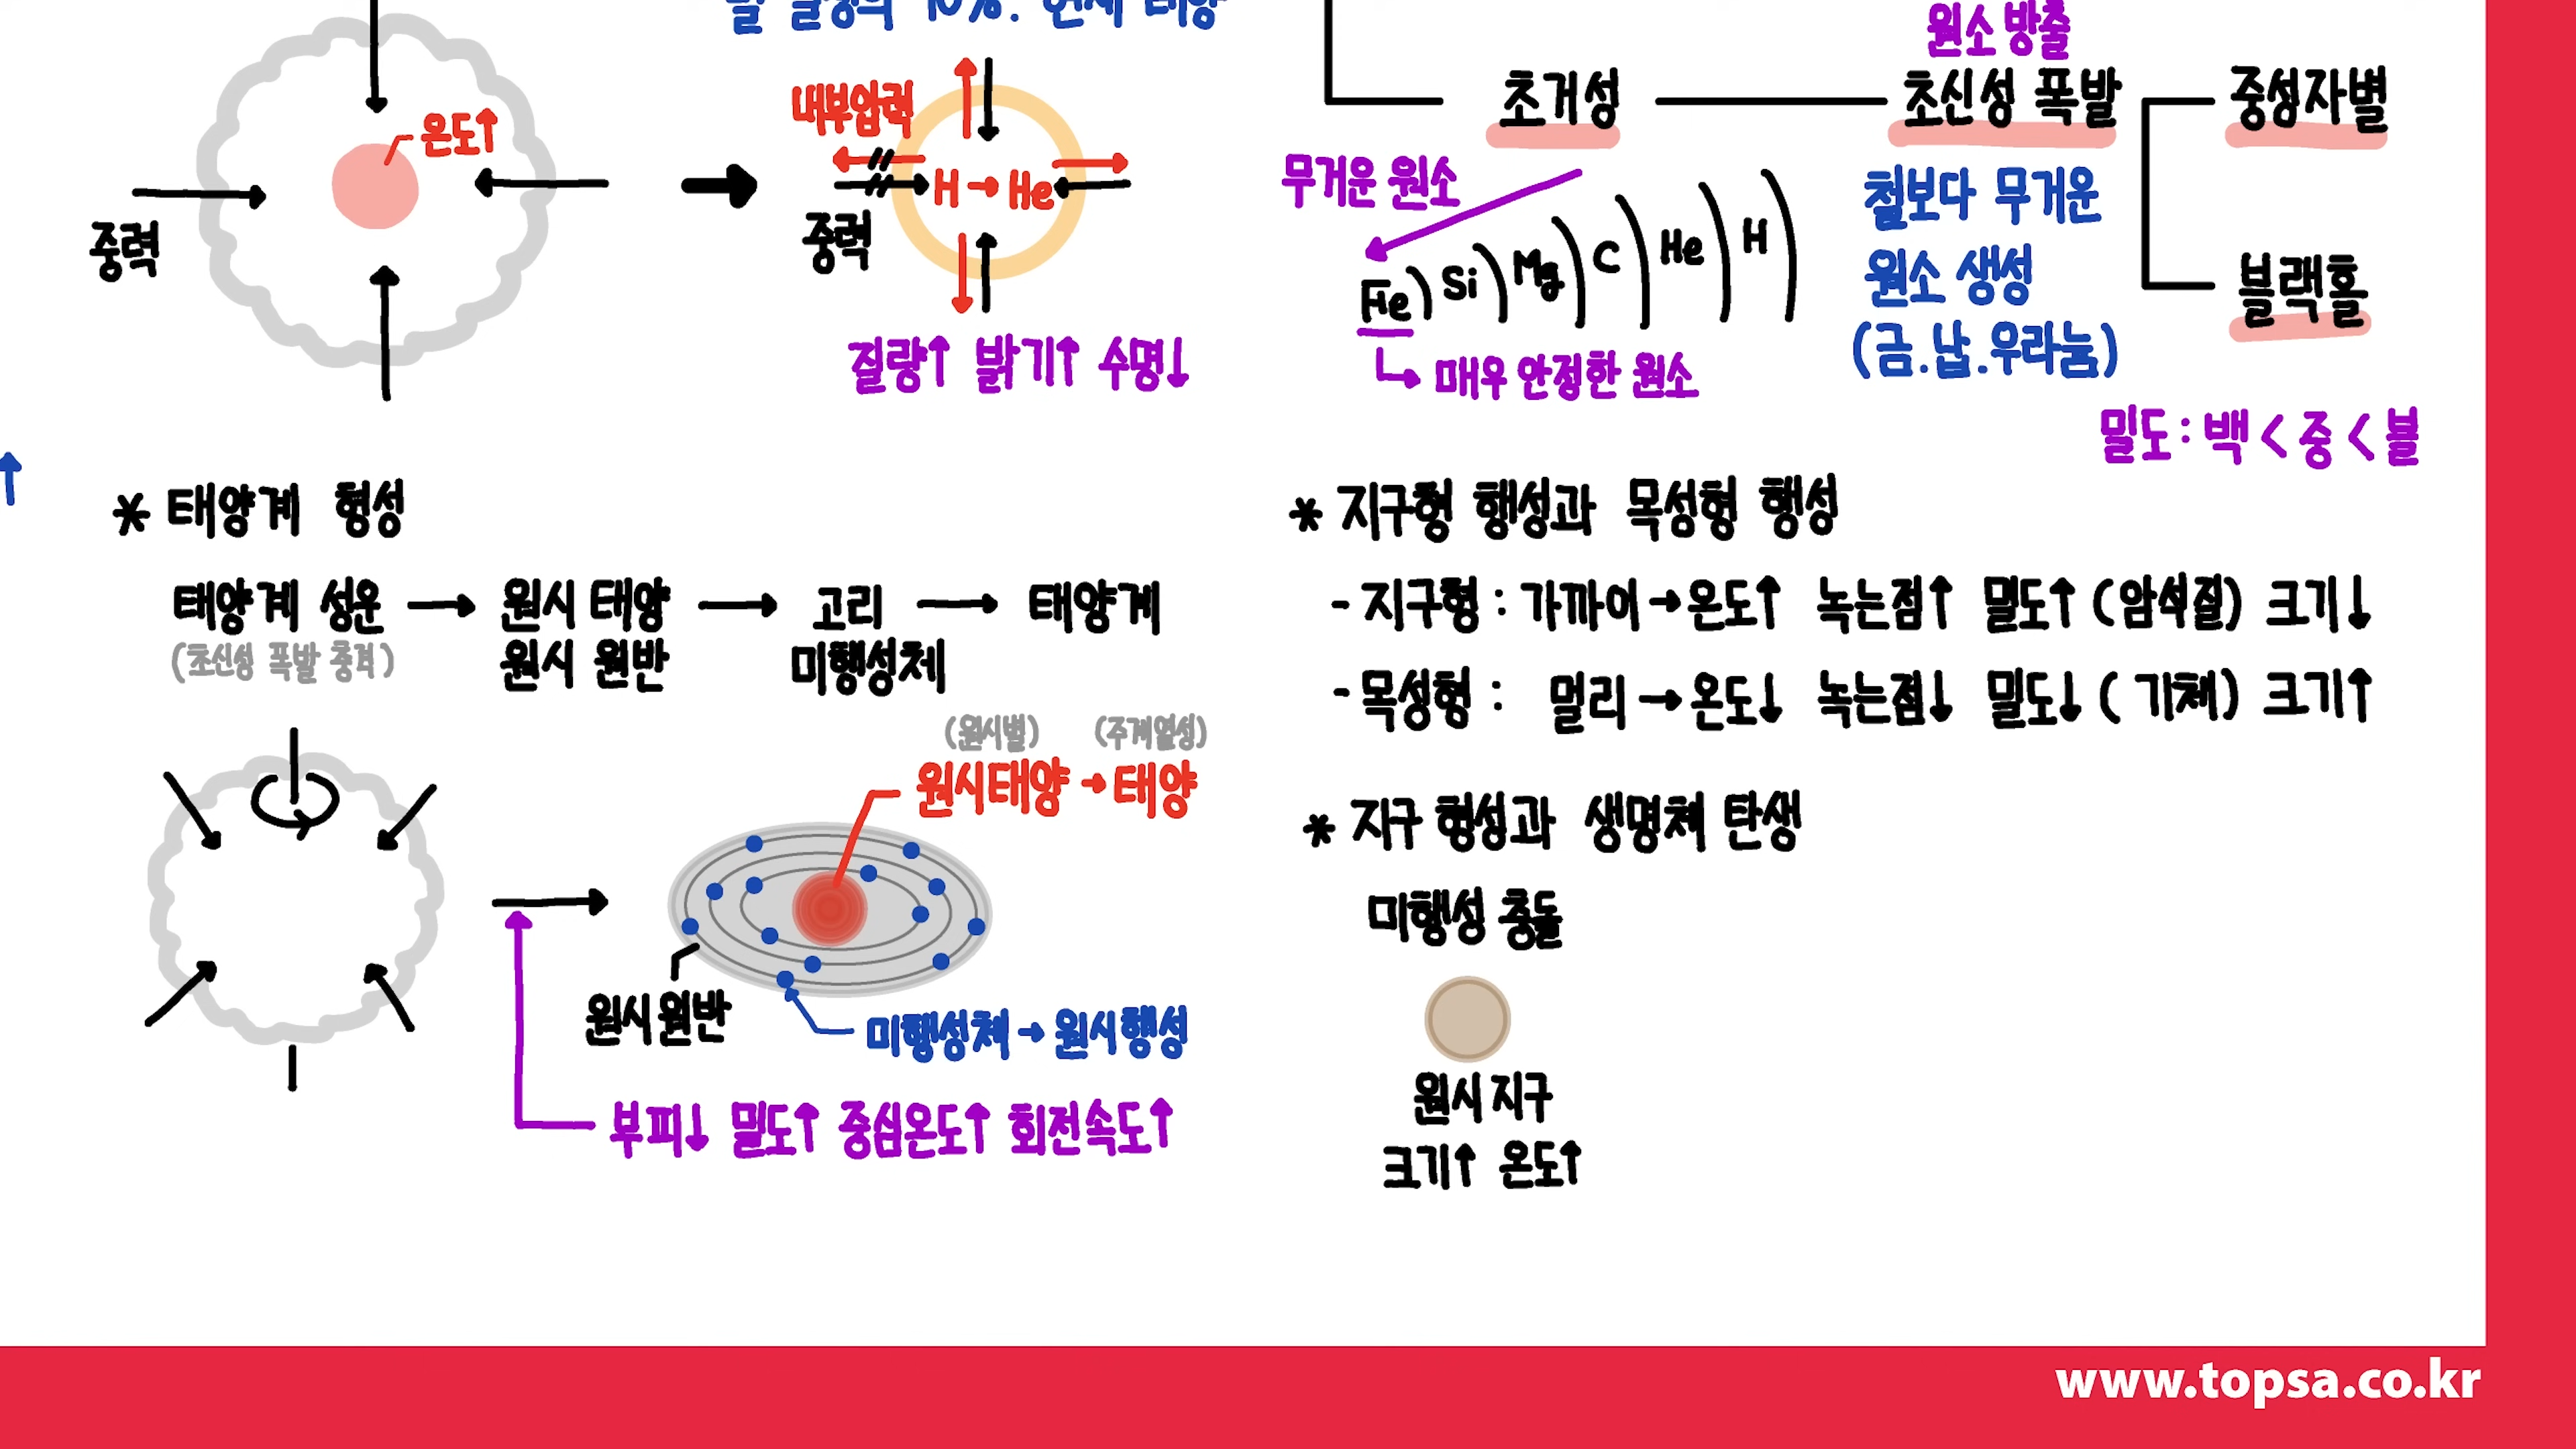 온도↑
중력
내부압력
H → He
중력
질량↑ 밝기↑ 수명↓
원소 방출
초거성
초신성 폭발
중성자별
무거운 원소
Fe) Si) Mg) C) He) H)
매우 안정한 원소
철보다 무거운
원소 생성
(금.납.우라늄)
블랙홀
밀도: 백 < 중 < 블
↑
* 태양계 형성
태양계 성운 → 원시 태양 → 고리 → 태양계
(초신성 폭발 충격) 원시 원반 미행성체
(원시별) (주계열성)
원시태양 → 태양
원시원반
미행성체 → 원시행성
부피↓ 밀도↑ 중심온도↑ 회전속도↑
* 지구형 행성과 목성형 행성
- 지구형 : 가까이 → 온도↑ 녹는점↑ 밀도↑ (암석질) 크기↓
- 목성형 : 멀리 → 온도↓ 녹는점↓ 밀도↓ (기체) 크기↑
* 지구 형성과 생명체 탄생
미행성 충돌
원시지구
크기↑ 온도↑
www.topsa.co.kr